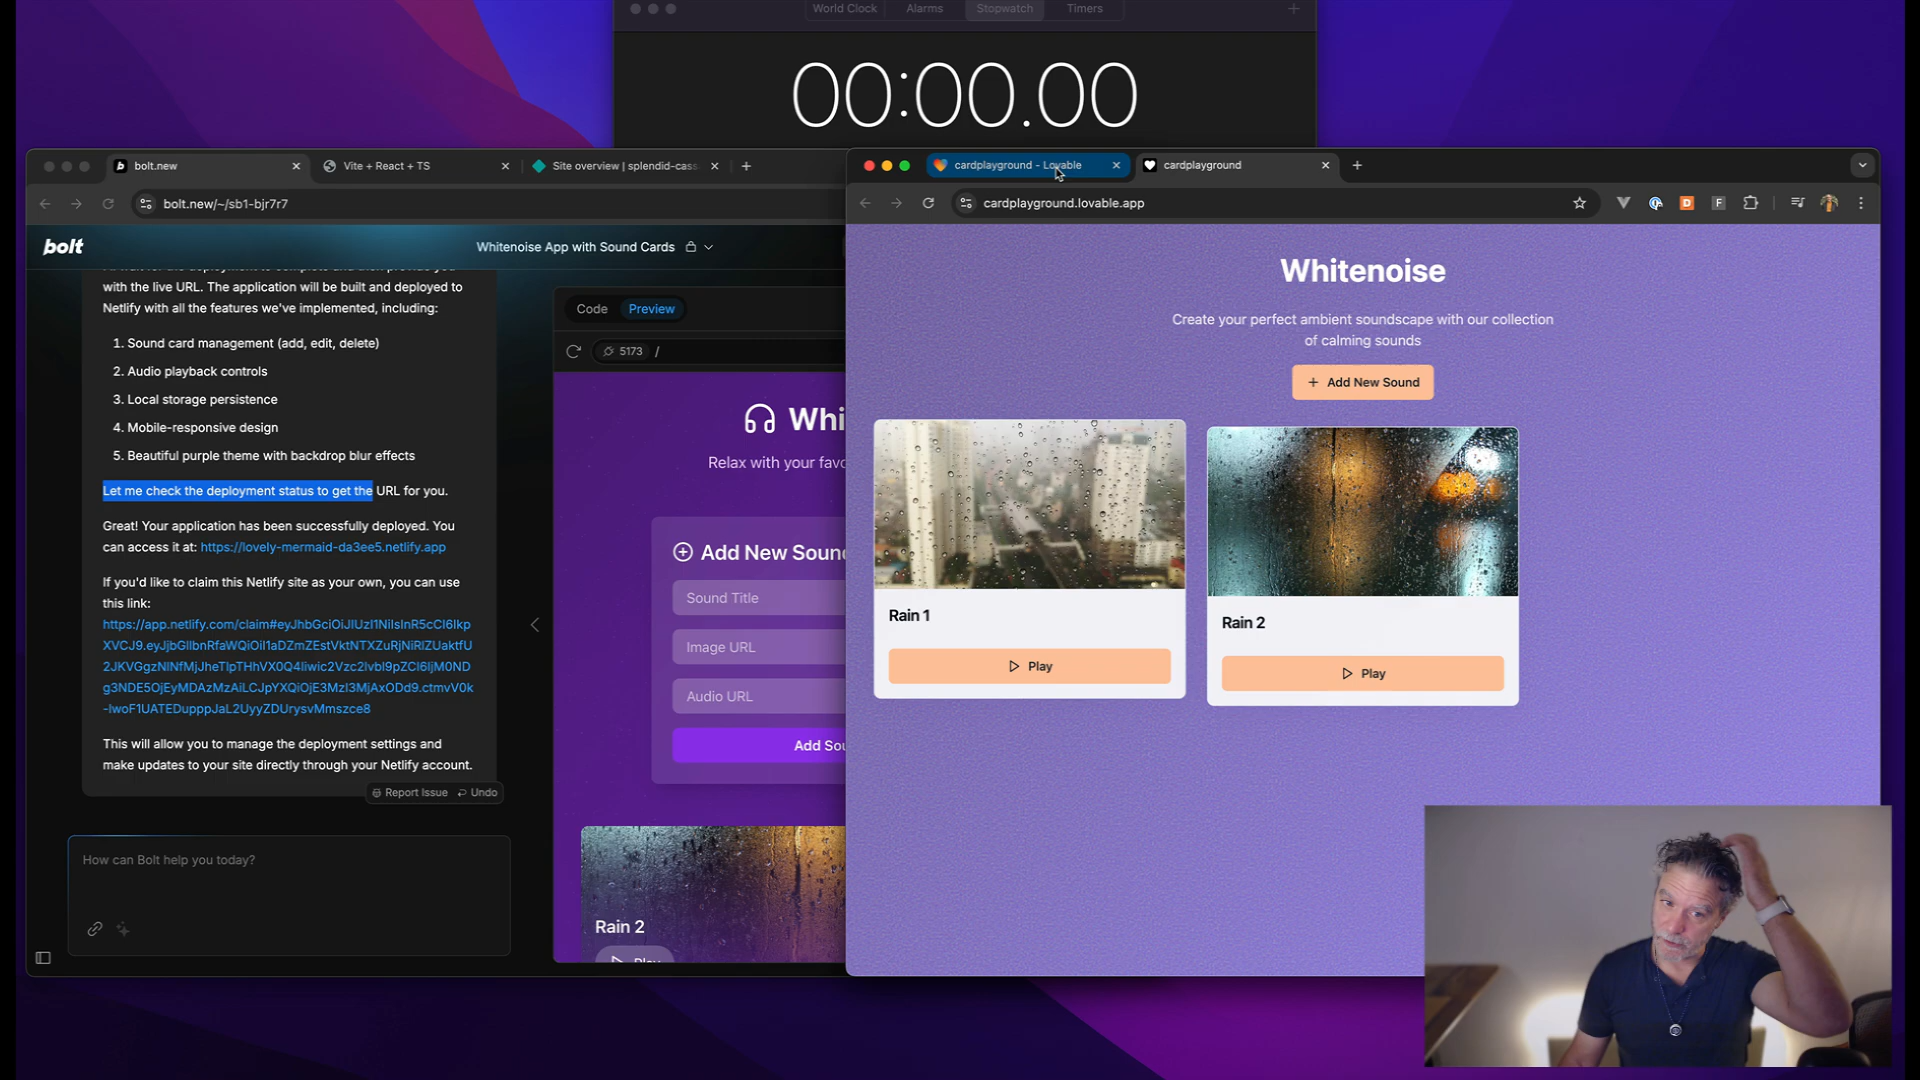 World Clock Alarms Stopwatch Timers
00:00.00
bolt.new
Vite + React + TS
Site overview | splendid-cass
bolt.new/~/sb1-bjr7r7
bolt
Whitenoise App with Sound Cards
with the live URL. The application will be built and deployed to
Netlify with all the features we've implemented, including:
1. Sound card management (add, edit, delete)
2. Audio playback controls
3. Local storage persistence
4. Mobile-responsive design
5. Beautiful purple theme with backdrop blur effects
Let me check the deployment status to get the URL for you.
Great! Your application has been successfully deployed. You
can access it at: https://lovely-mermaid-da3ee5.netlify.app
If you'd like to claim this Netlify site as your own, you can use
this link:
This will allow you to manage the deployment settings and
make updates to your site directly through your Netlify account.
Report Issue Undo
How can Bolt help you today?
Code Preview
5173 /
Whi
Relax with your favo
Add New Soun
Sound Title
Image URL
Audio URL
Add Sou
Rain 2
Play
cardplayground - Lovable
cardplayground
cardplayground.lovable.app
D
F
Whitenoise
Create your perfect ambient soundscape with our collection
of calming sounds
+ Add New Sound
Rain 1
Play
Rain 2
Play